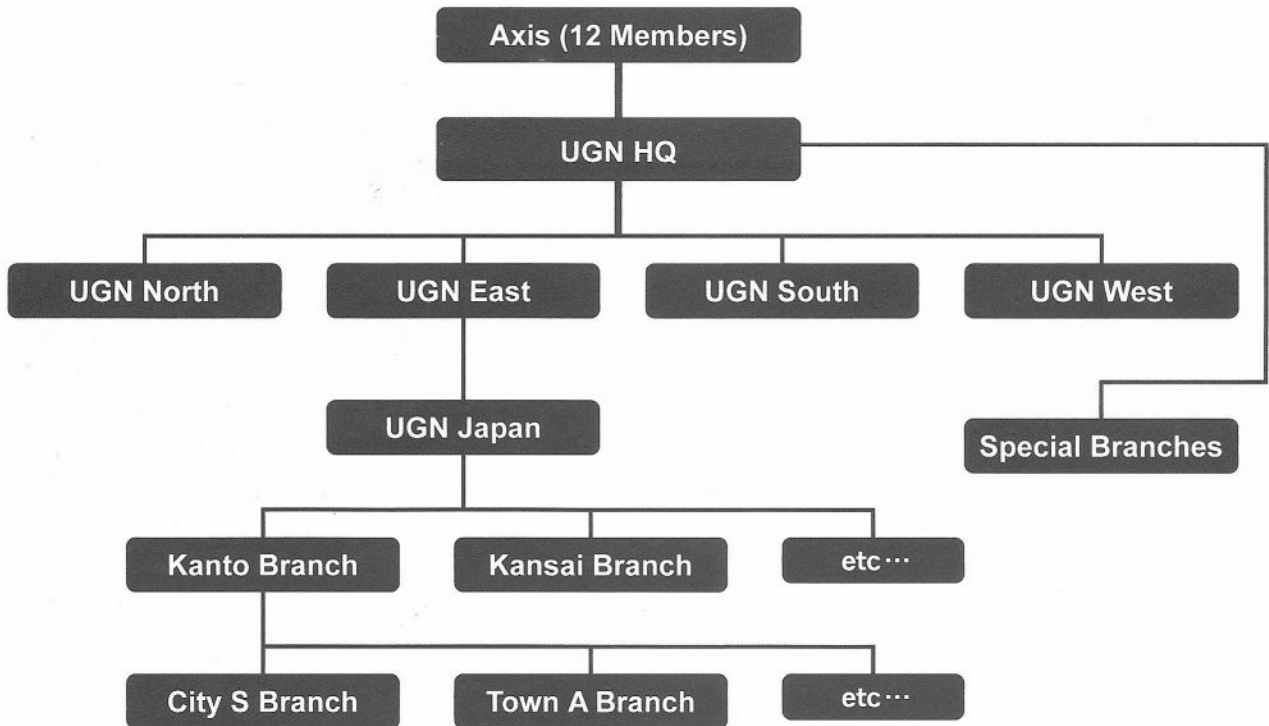 Axis (12 Members)
UGN HQ
UGN North
UGN East
UGN South
UGN West
UGN Japan
Special Branches
Kanto Branch
Kansai Branch
etc…
City S Branch
Town A Branch
etc…